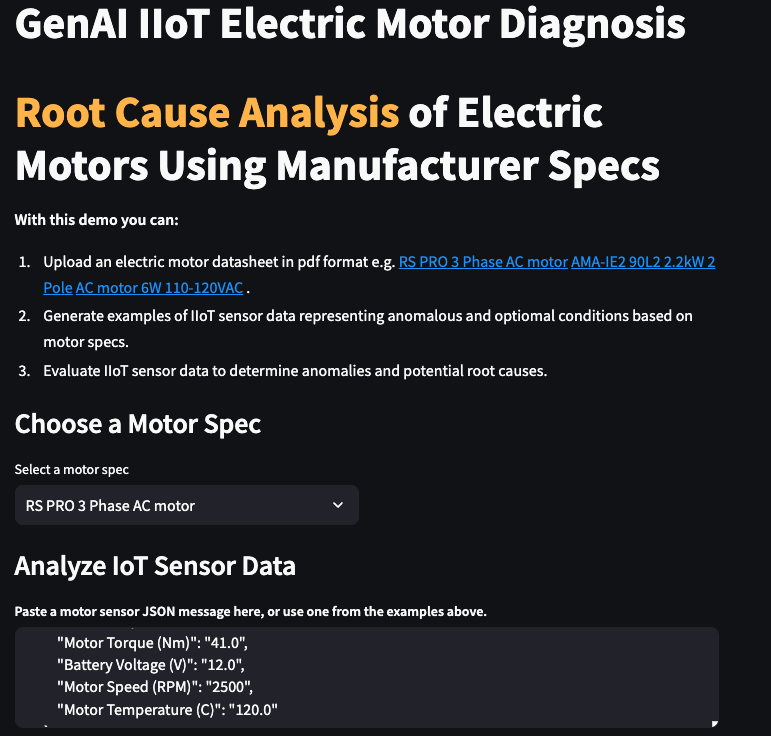 GenAI IIoT Electric Motor Diagnosis
Root Cause Analysis of Electric
Motors Using Manufacturer Specs
With this demo you can:
1. Upload an electric motor datasheet in pdf format e.g. RS PRO 3 Phase AC motor AMA-IE2 90L2 2.2kW 2
Pole AC motor 6W 110-120VAC .
2. Generate examples of IIoT sensor data representing anomalous and optiomal conditions based on
motor specs.
3. Evaluate IIoT sensor data to determine anomalies and potential root causes.
Choose a Motor Spec
Select a motor spec
RS PRO 3 Phase AC motor
Analyze IoT Sensor Data
Paste a motor sensor JSON message here, or use one from the examples above.
"Motor Torque (Nm)": "41.0",
"Battery Voltage (V)": "12.0",
"Motor Speed (RPM)": "2500",
"Motor Temperature (C)": "120.0"